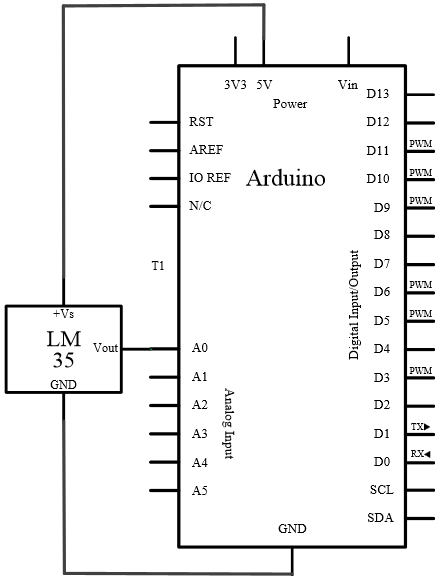 3V3 5V Vin
Power
D13
RST D12
AREF D11 PWM
IO REF Arduino D10 PWM
N/C D9 PWM
D8
T1 D7
Digital Input/Output
D6 PWM
+Vs D5 PWM
LM
35
Vout A0 D4
GND A1 D3 PWM
Analog Input
A2 D2
A3 D1 TX▶
A4 D0 RX◀
A5 SCL
SDA
GND